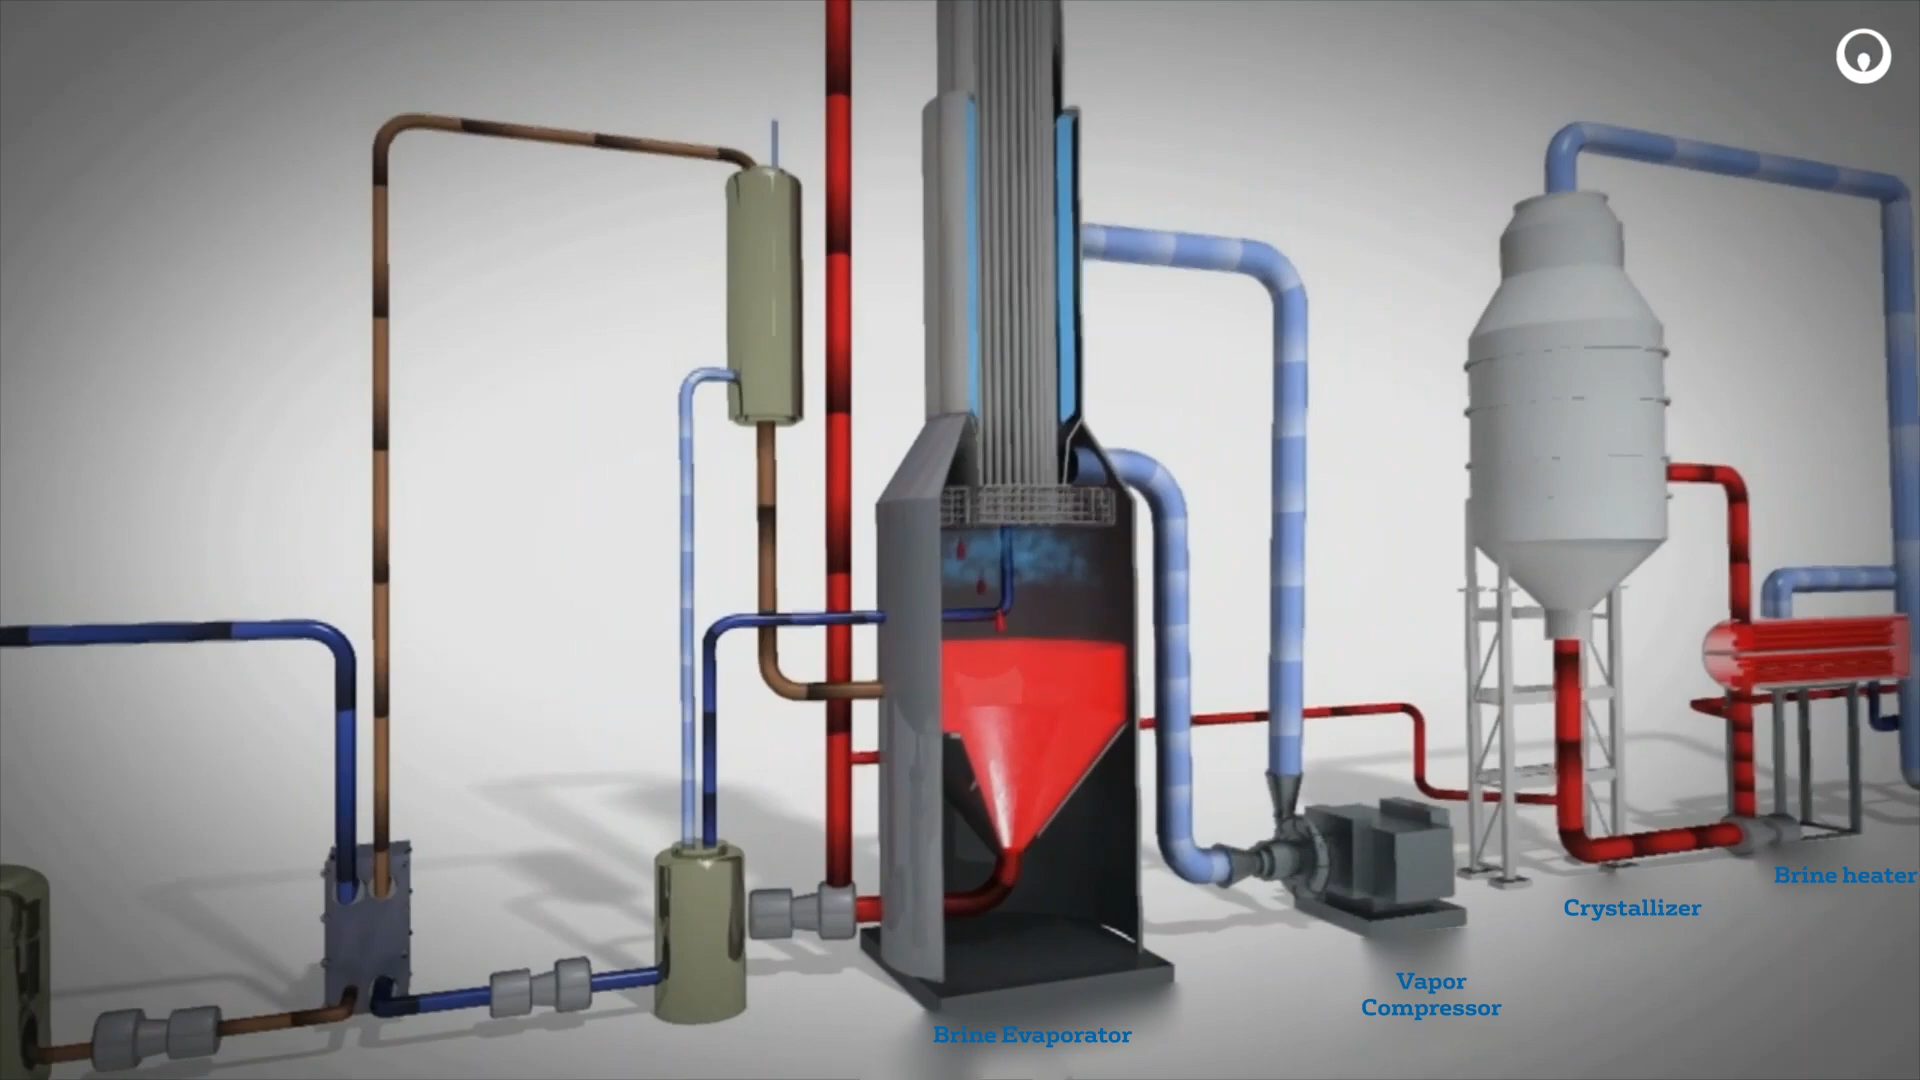 Brine heater
Crystallizer
Vapor
Compressor
Brine Evaporator